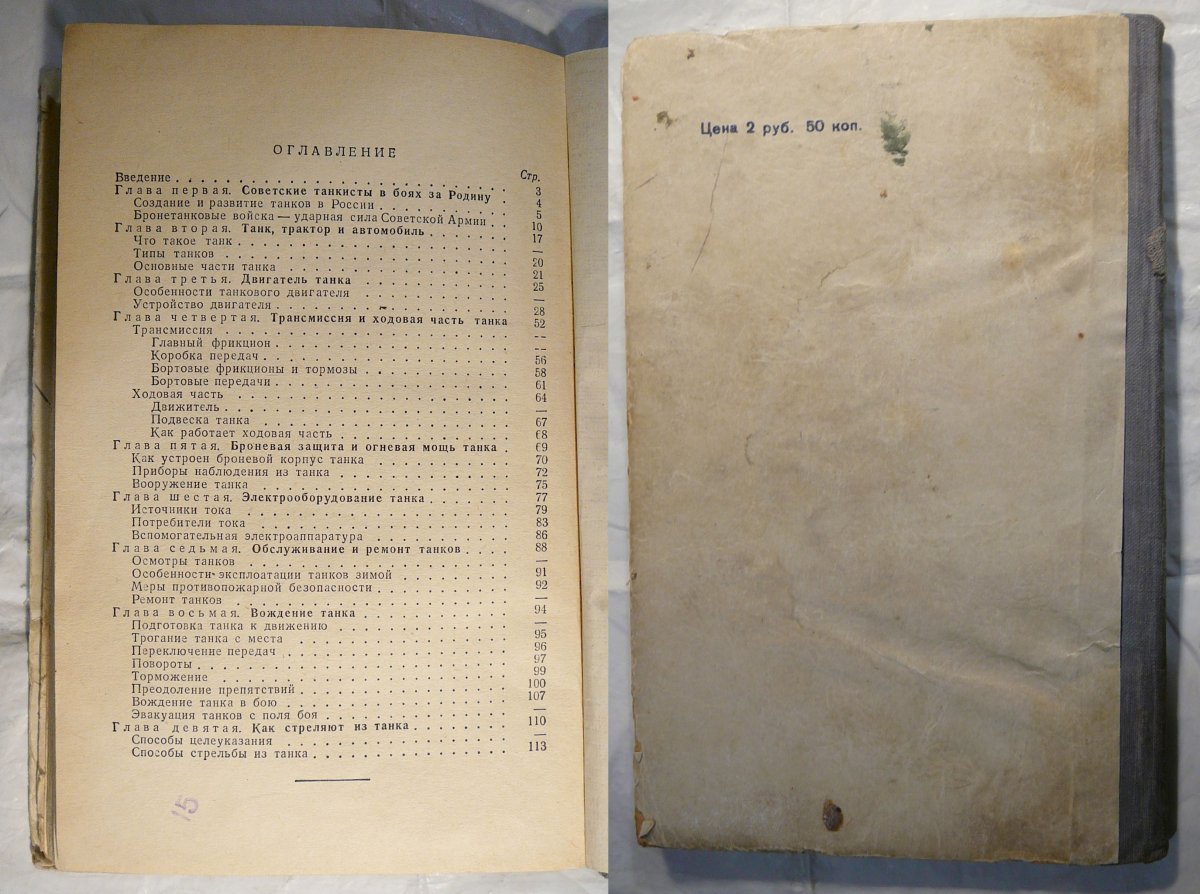 ОГЛАВЛЕНИЕ
Стр.
Введение 3
Глава первая. Советские танкисты в боях за Родину 4
Создание и развитие танков в России 5
Бронетанковые войска — ударная сила Советской Армии 10
Глава вторая. Танк, трактор и автомобиль 17
Что такое танк
Типы танков 20
Основные части танка 21
Глава третья. Двигатель танка 25
Особенности танкового двигателя —
Устройство двигателя 28
Глава четвертая. Трансмиссия и ходовая часть танка 52
Трансмиссия —
Главный фрикцион —
Коробка передач 56
Бортовые фрикционы и тормозы 58
Бортовые передачи 61
Ходовая часть 64
Движитель —
Подвеска танка 67
Как работает ходовая часть 68
Глава пятая. Броневая защита и огневая мощь танка 69
Как устроен броневой корпус танка 70
Приборы наблюдения из танка 72
Вооружение танка 75
Глава шестая. Электрооборудование танка 77
Источники тока 79
Потребители тока 83
Вспомогательная электроаппаратура 86
Глава седьмая. Обслуживание и ремонт танков 88
Осмотры танков
Особенности эксплоатации танков зимой 91
Меры противопожарной безопасности 92
Ремонт танков
Глава восьмая. Вождение танка 94
Подготовка танка к движению —
Трогание танка с места 95
Переключение передач 96
Повороты 97
Торможение 99
Преодоление препятствий 100
Вождение танка в бою 107
Эвакуация танков с поля боя —
Глава девятая. Как стреляют из танка 110
Способы целеуказания —
Способы стрельбы из танка 113
15
Цена 2 руб. 50 коп.